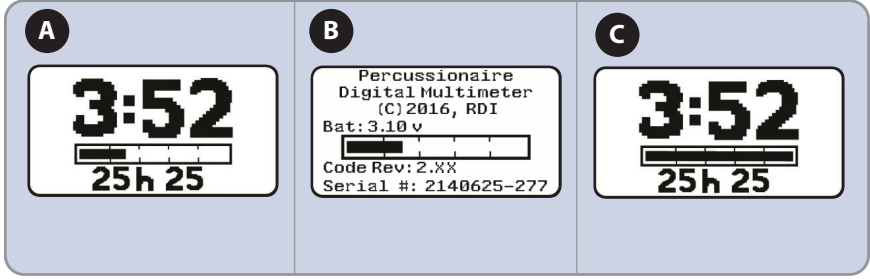 A
3:52
25h 25
B
Percussionaire
Digital Multimeter
(C)2016, RDI
Bat:3.10 v
Code Rev:2.XX
Serial #: 2140625-277
C
3:52
25h 25